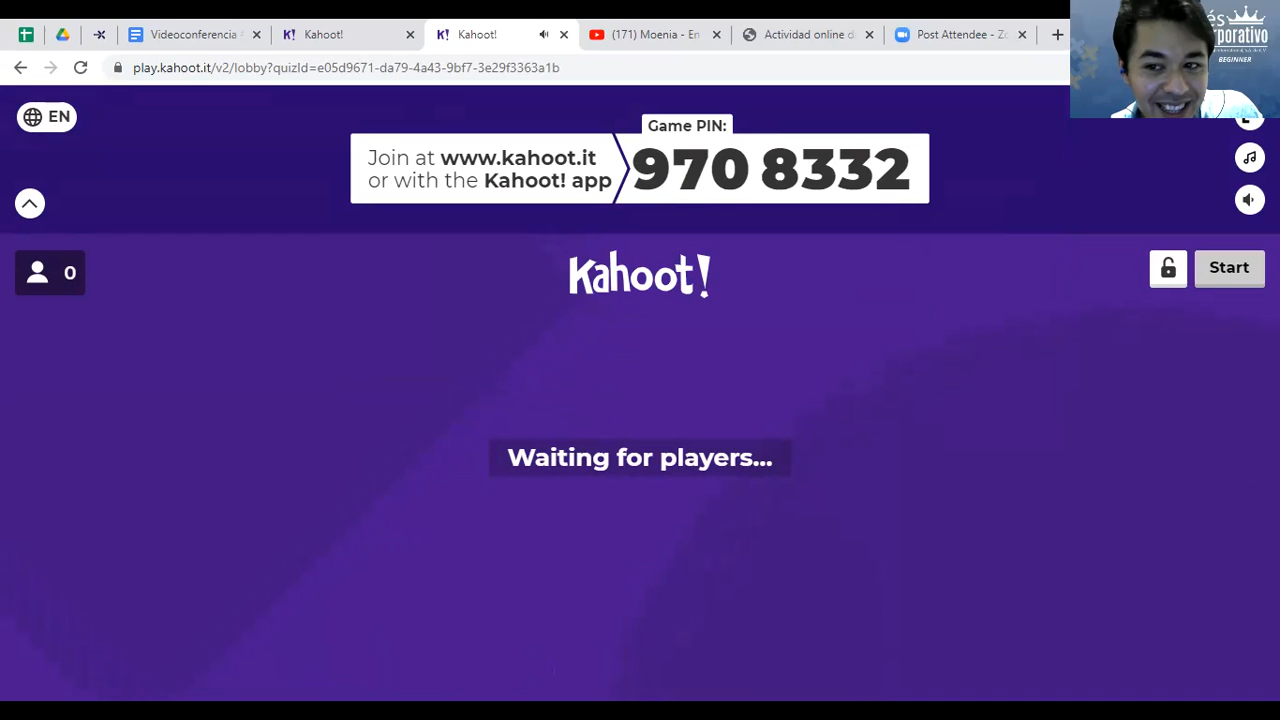 Videoconferencia
Kahoot!
Kahoot!
(171) Moenia - En
Actividad online d
Post Attendee - Zo
play.kahoot.it/v2/lobby?quizId=e05d9671-da79-4a43-9bf7-3e29f3363a1b
és
rporativo
BEGINNER
EN
Game PIN:
Join at www.kahoot.it
or with the Kahoot! app
970 8332
0
Kahoot!
Start
Waiting for players...